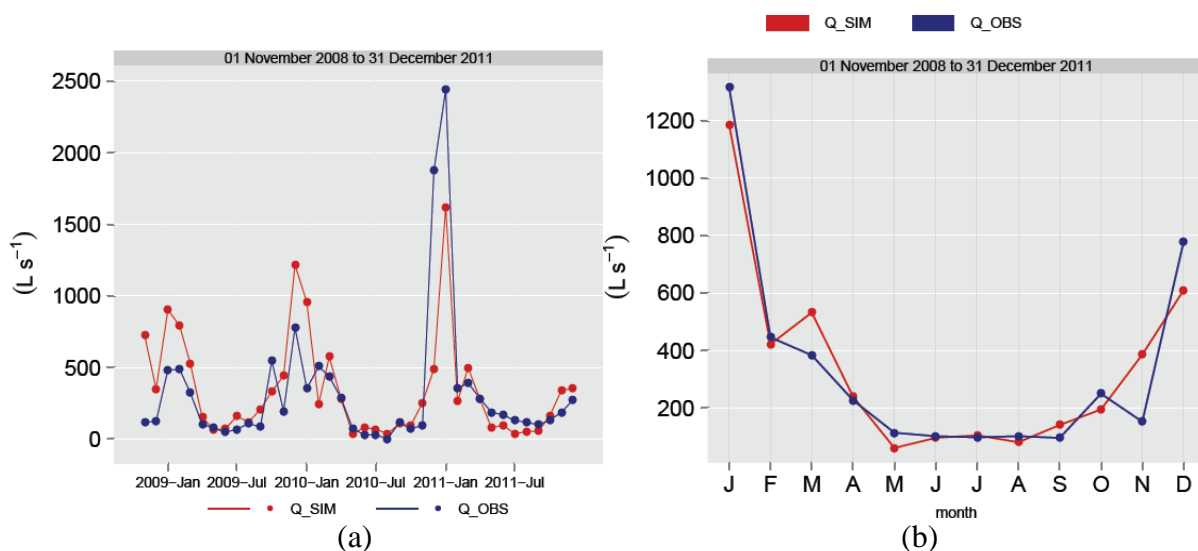 Q_SIM Q_OBS
01 November 2008 to 31 December 2011
2500
2000
1500
1000
500
0
(L s⁻¹)
2009–Jan 2009–Jul 2010–Jan 2010–Jul 2011–Jan 2011–Jul
Q_SIM Q_OBS
(a)
01 November 2008 to 31 December 2011
1200
1000
800
600
400
200
(L s⁻¹)
J F M A M J J A S O N D
month
(b)